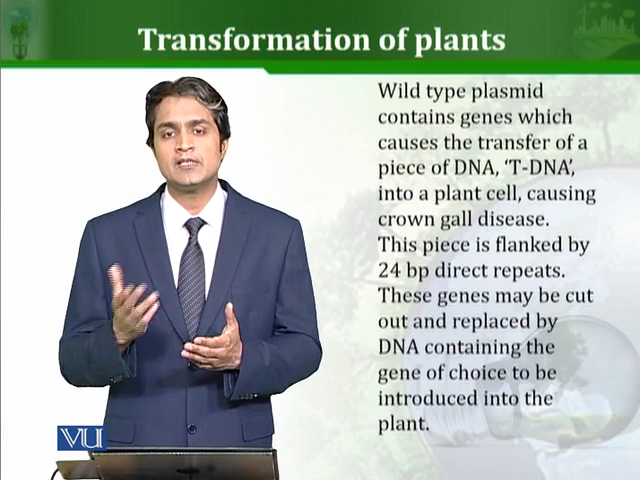 Transformation of plants
Wild type plasmid
contains genes which
causes the transfer of a
piece of DNA, ‘T-DNA’,
into a plant cell, causing
crown gall disease.
This piece is flanked by
24 bp direct repeats.
These genes may be cut
out and replaced by
DNA containing the
gene of choice to be
introduced into the
plant.
VU